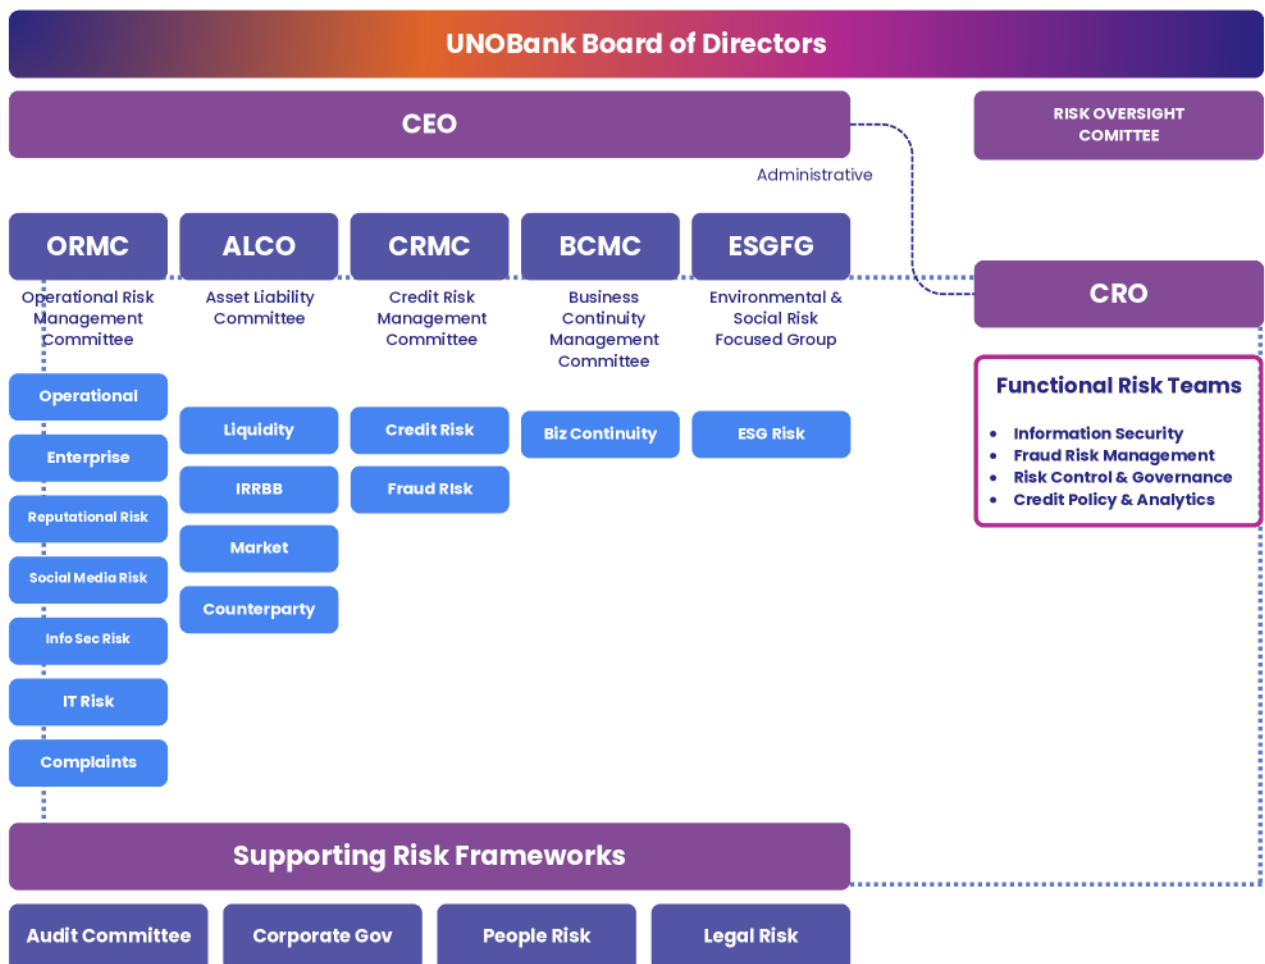 UNOBank Board of Directors
CEO
RISK OVERSIGHT
COMITTEE
Administrative
ORMC
ALCO
CRMC
BCMC
ESGFG
CRO
Operational Risk
Management
Committee
Asset Liability
Committee
Credit Risk
Management
Committee
Business
Continuity
Management
Committee
Environmental &
Social Risk
Focused Group
Operational
Enterprise
Reputational Risk
Social Media Risk
Info Sec Risk
IT Risk
Complaints
Liquidity
IRRBB
Market
Counterparty
Credit Risk
Fraud RIsk
Biz Continuity
ESG Risk
Functional Risk Teams
• Information Security
• Fraud Risk Management
• Risk Control & Governance
• Credit Policy & Analytics
Supporting Risk Frameworks
Audit Committee
Corporate Gov
People Risk
Legal Risk